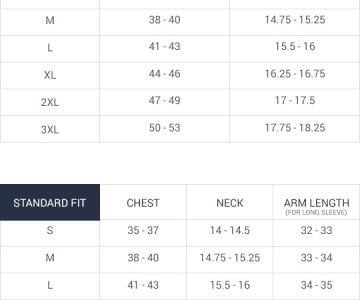 M 38 - 40 14.75 - 15.25
L 41 - 43 15.5 - 16
XL 44 - 46 16.25 - 16.75
2XL 47 - 49 17 - 17.5
3XL 50 - 53 17.75 - 18.25
STANDARD FIT CHEST NECK ARM LENGTH
(FOR LONG SLEEVE)
S 35 - 37 14 - 14.5 32 - 33
M 38 - 40 14.75 - 15.25 33 - 34
L 41 - 43 15.5 - 16 34 - 35